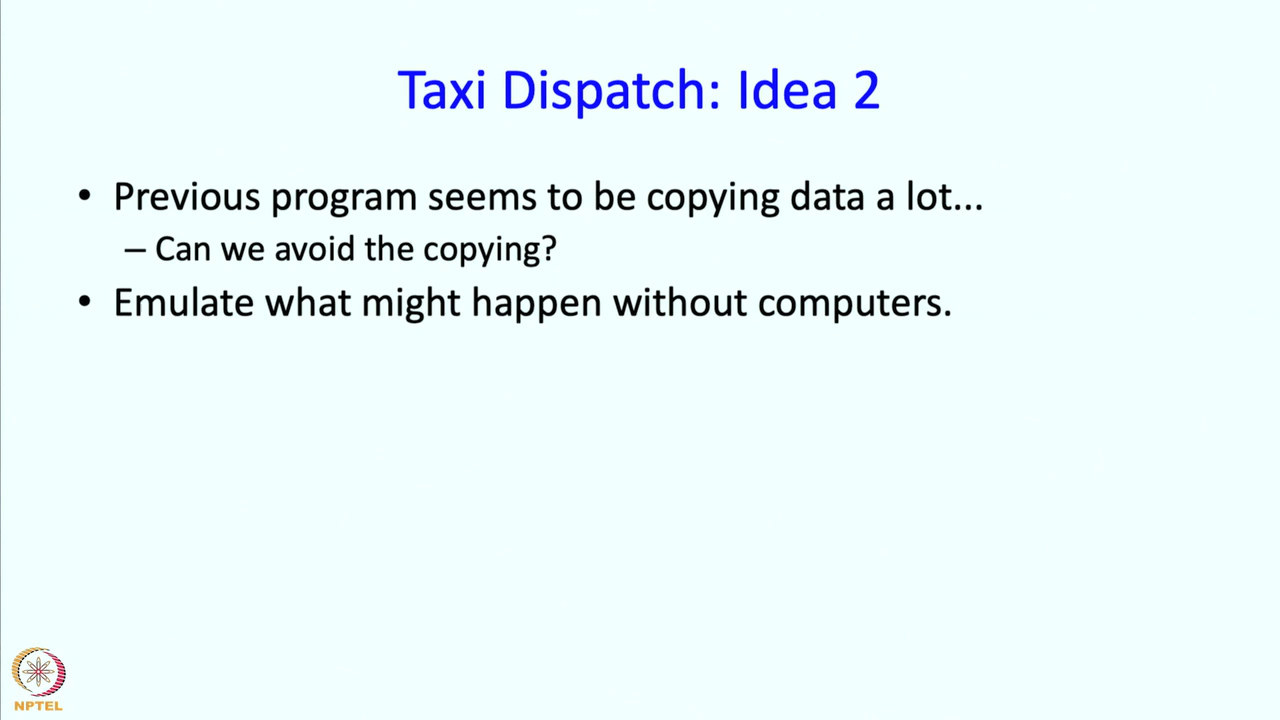 Taxi Dispatch: Idea 2
• Previous program seems to be copying data a lot...
– Can we avoid the copying?
• Emulate what might happen without computers.
NPTEL